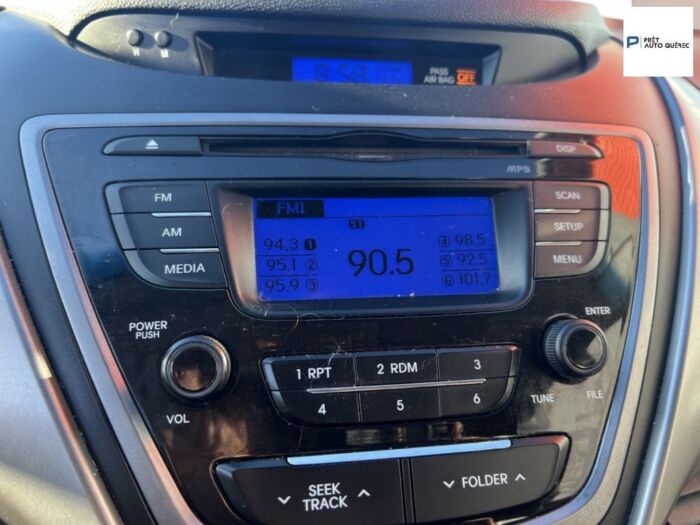 PRÊT
AUTO QUÉBEC
H M 8:58 PASS
AIR BAG OFF
DISP
MP3
FM
AM
MEDIA
FM1
ST
94.3 1
95.1 2
95.9 3
90.5
4 98.5
5 92.5
6 101.7
SCAN
SETUP
MENU
POWER
PUSH
VOL
1 RPT 2 RDM 3
4 5 6
ENTER
TUNE FILE
SEEK
TRACK
FOLDER